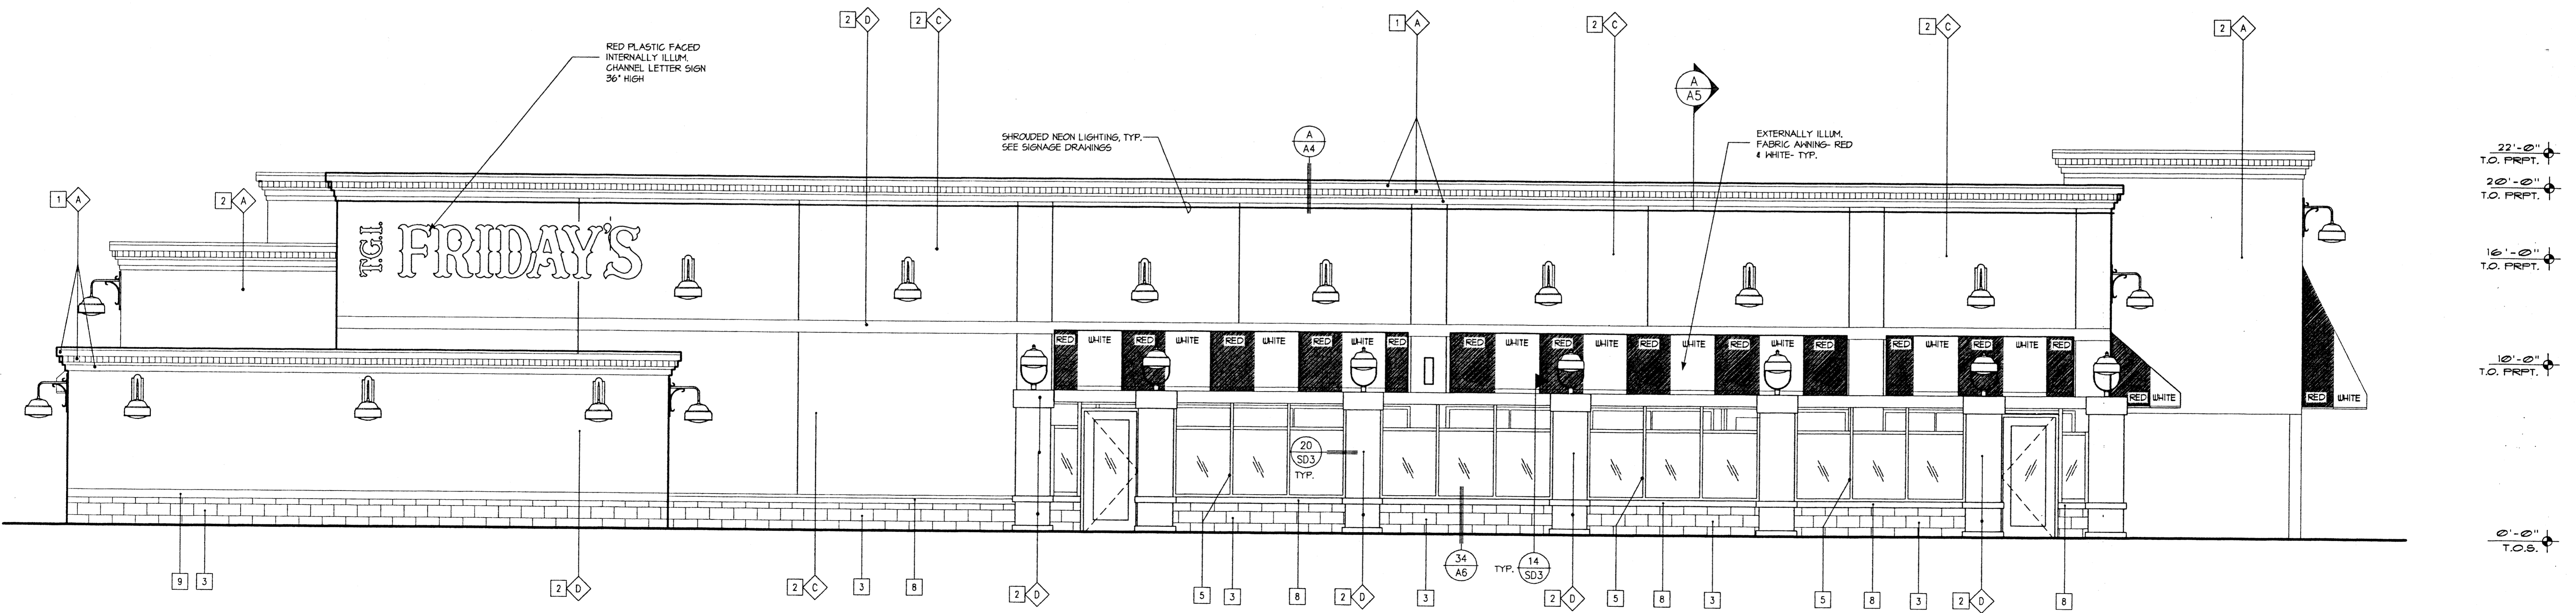 2 D
2 C
1 A
2 C
2 C
2 A
RED PLASTIC FACED
INTERNALLY ILLUM.
CHANNEL LETTER SIGN
36" HIGH
A
A5
SHROUDED NEON LIGHTING, TYP.
SEE SIGNAGE DRAWINGS
A
A4
EXTERNALLY ILLUM.
FABRIC AWNING- RED
& WHITE- TYP.
22'-0"
T.O. PRPT.
20'-0"
T.O. PRPT.
1 A
2 A
T.G.I. FRIDAY'S
16'-0"
T.O. PRPT.
RED WHITE RED WHITE RED WHITE RED WHITE RED
RED WHITE RED WHITE RED WHITE RED WHITE RED
RED WHITE RED WHITE RED
10'-0"
T.O. PRPT.
RED WHITE
RED WHITE
20
SD3
TYP.
0'-0"
T.O.S.
34
A6
TYP.
14
SD3
9 3
2 D
2 C
3
8
2 D
5
3
8
2 D
3
2 D
5
8
3
5
8
3
2 D
8